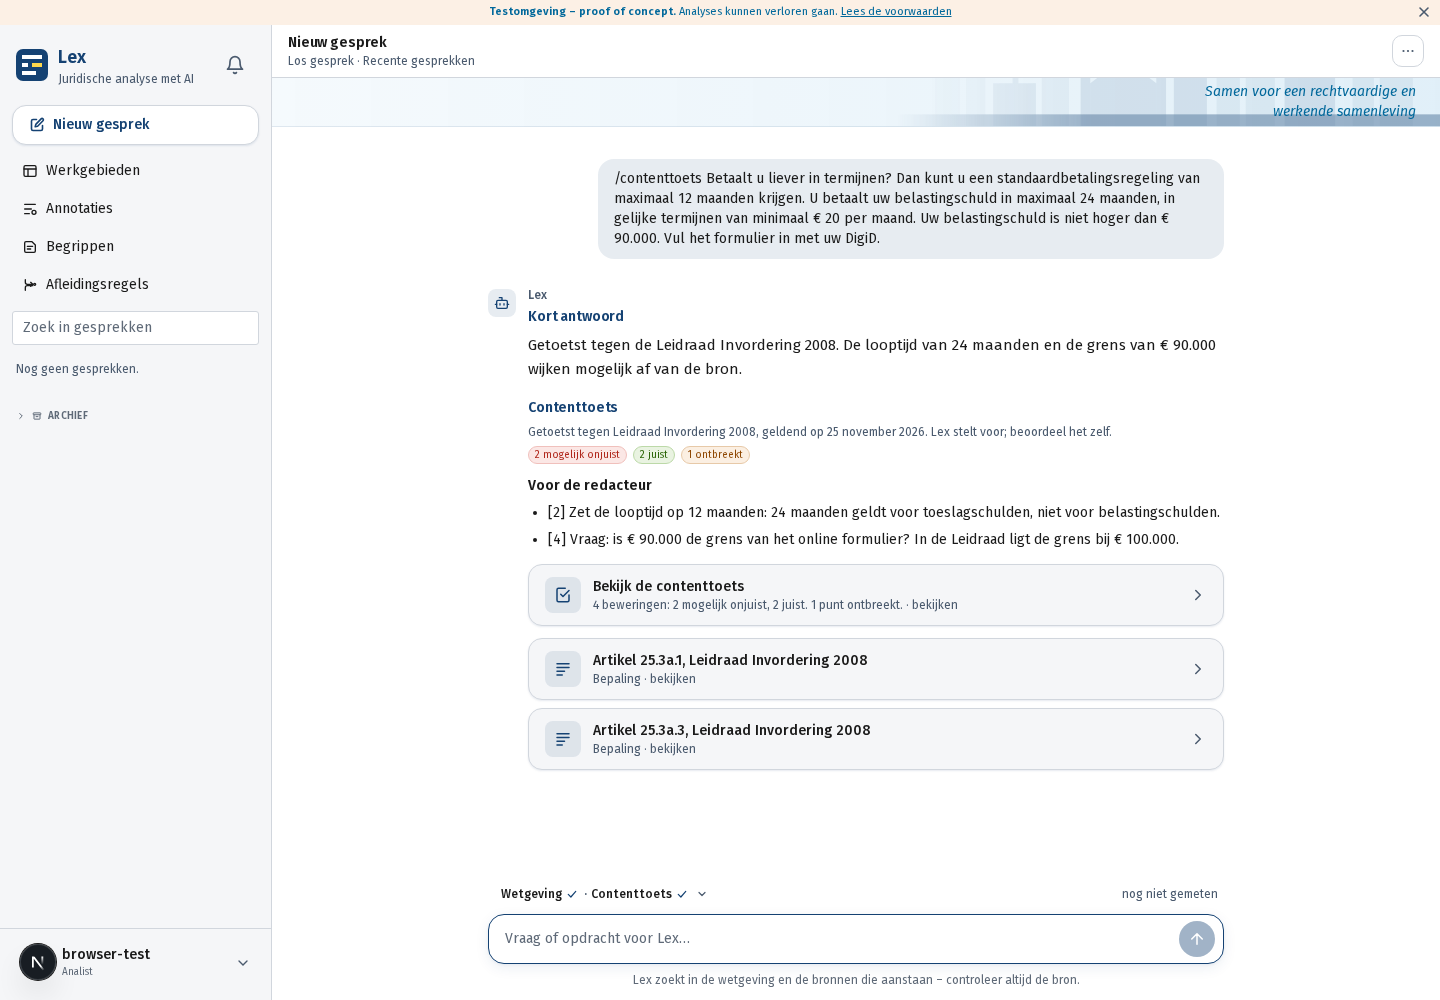 Testomgeving – proof of concept. Analyses kunnen verloren gaan. Lees de voorwaarden
Lex
Juridische analyse met AI
Nieuw gesprek
Werkgebieden
Annotaties
Begrippen
Afleidingsregels
Zoek in gesprekken
Nog geen gesprekken.
ARCHIEF
browser-test
Analist
Nieuw gesprek
Los gesprek · Recente gesprekken
Samen voor een rechtvaardige en
werkende samenleving
/contenttoets Betaalt u liever in termijnen? Dan kunt u een standaardbetalingsregeling van
maximaal 12 maanden krijgen. U betaalt uw belastingschuld in maximaal 24 maanden, in
gelijke termijnen van minimaal € 20 per maand. Uw belastingschuld is niet hoger dan €
90.000. Vul het formulier in met uw DigiD.
Lex
Kort antwoord
Getoetst tegen de Leidraad Invordering 2008. De looptijd van 24 maanden en de grens van € 90.000
wijken mogelijk af van de bron.
Contenttoets
Getoetst tegen Leidraad Invordering 2008, geldend op 25 november 2026. Lex stelt voor; beoordeel het zelf.
2 mogelijk onjuist 2 juist 1 ontbreekt
Voor de redacteur
• [2] Zet de looptijd op 12 maanden: 24 maanden geldt voor toeslagschulden, niet voor belastingschulden.
• [4] Vraag: is € 90.000 de grens van het online formulier? In de Leidraad ligt de grens bij € 100.000.
Bekijk de contenttoets
4 beweringen: 2 mogelijk onjuist, 2 juist. 1 punt ontbreekt. · bekijken
Artikel 25.3a.1, Leidraad Invordering 2008
Bepaling · bekijken
Artikel 25.3a.3, Leidraad Invordering 2008
Bepaling · bekijken
Wetgeving ✓ · Contenttoets ✓
nog niet gemeten
Vraag of opdracht voor Lex...
Lex zoekt in de wetgeving en de bronnen die aanstaan – controleer altijd de bron.